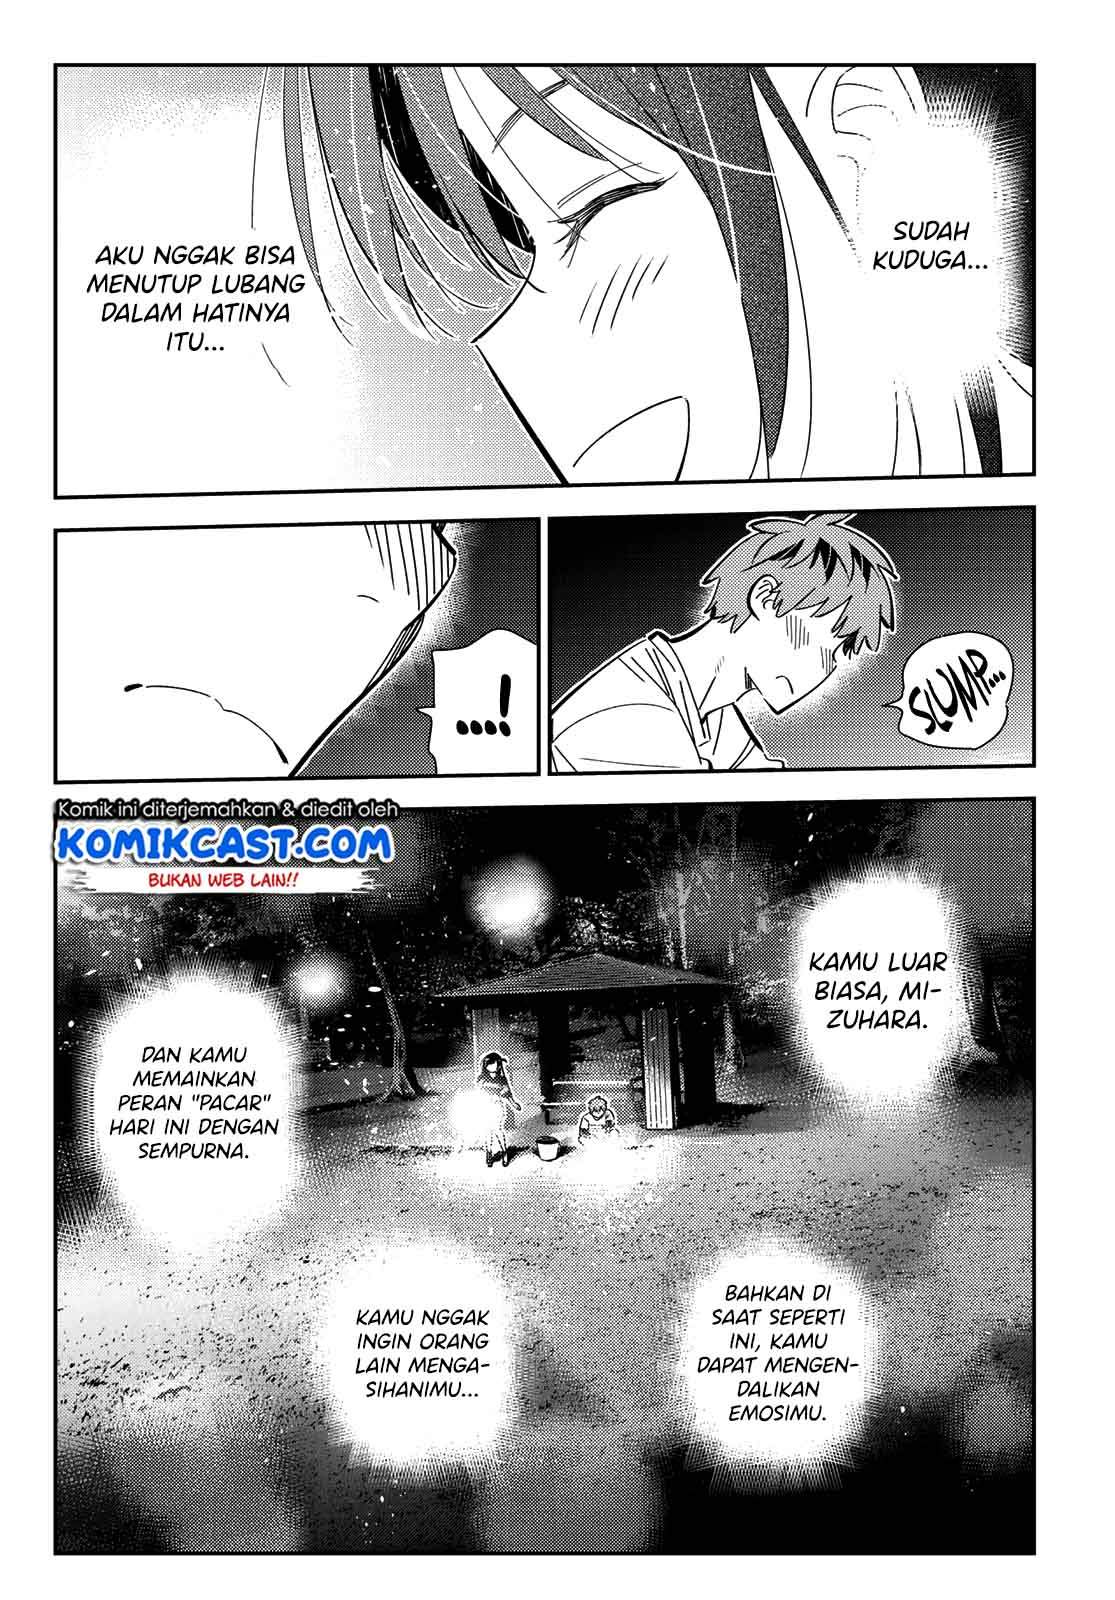 SUDAH
KUDUGA...
AKU NGGAK BISA
MENUTUP LUBANG
DALAM HATINYA
ITU...
SLUMP...
....!
Komik ini diterjemahkan & diedit oleh
KOMIKCAST.COM
BUKAN WEB LAIN!!
KAMU LUAR
BIASA, MI-
ZUHARA.
DAN KAMU
MEMAINKAN
PERAN "PACAR"
HARI INI DENGAN
SEMPURNA.
BAHKAN DI
SAAT SEPERTI
INI, KAMU
DAPAT MENGEN-
DALIKAN
EMOSIMU.
KAMU NGGAK
INGIN ORANG
LAIN MENGA-
SIHANIMU...